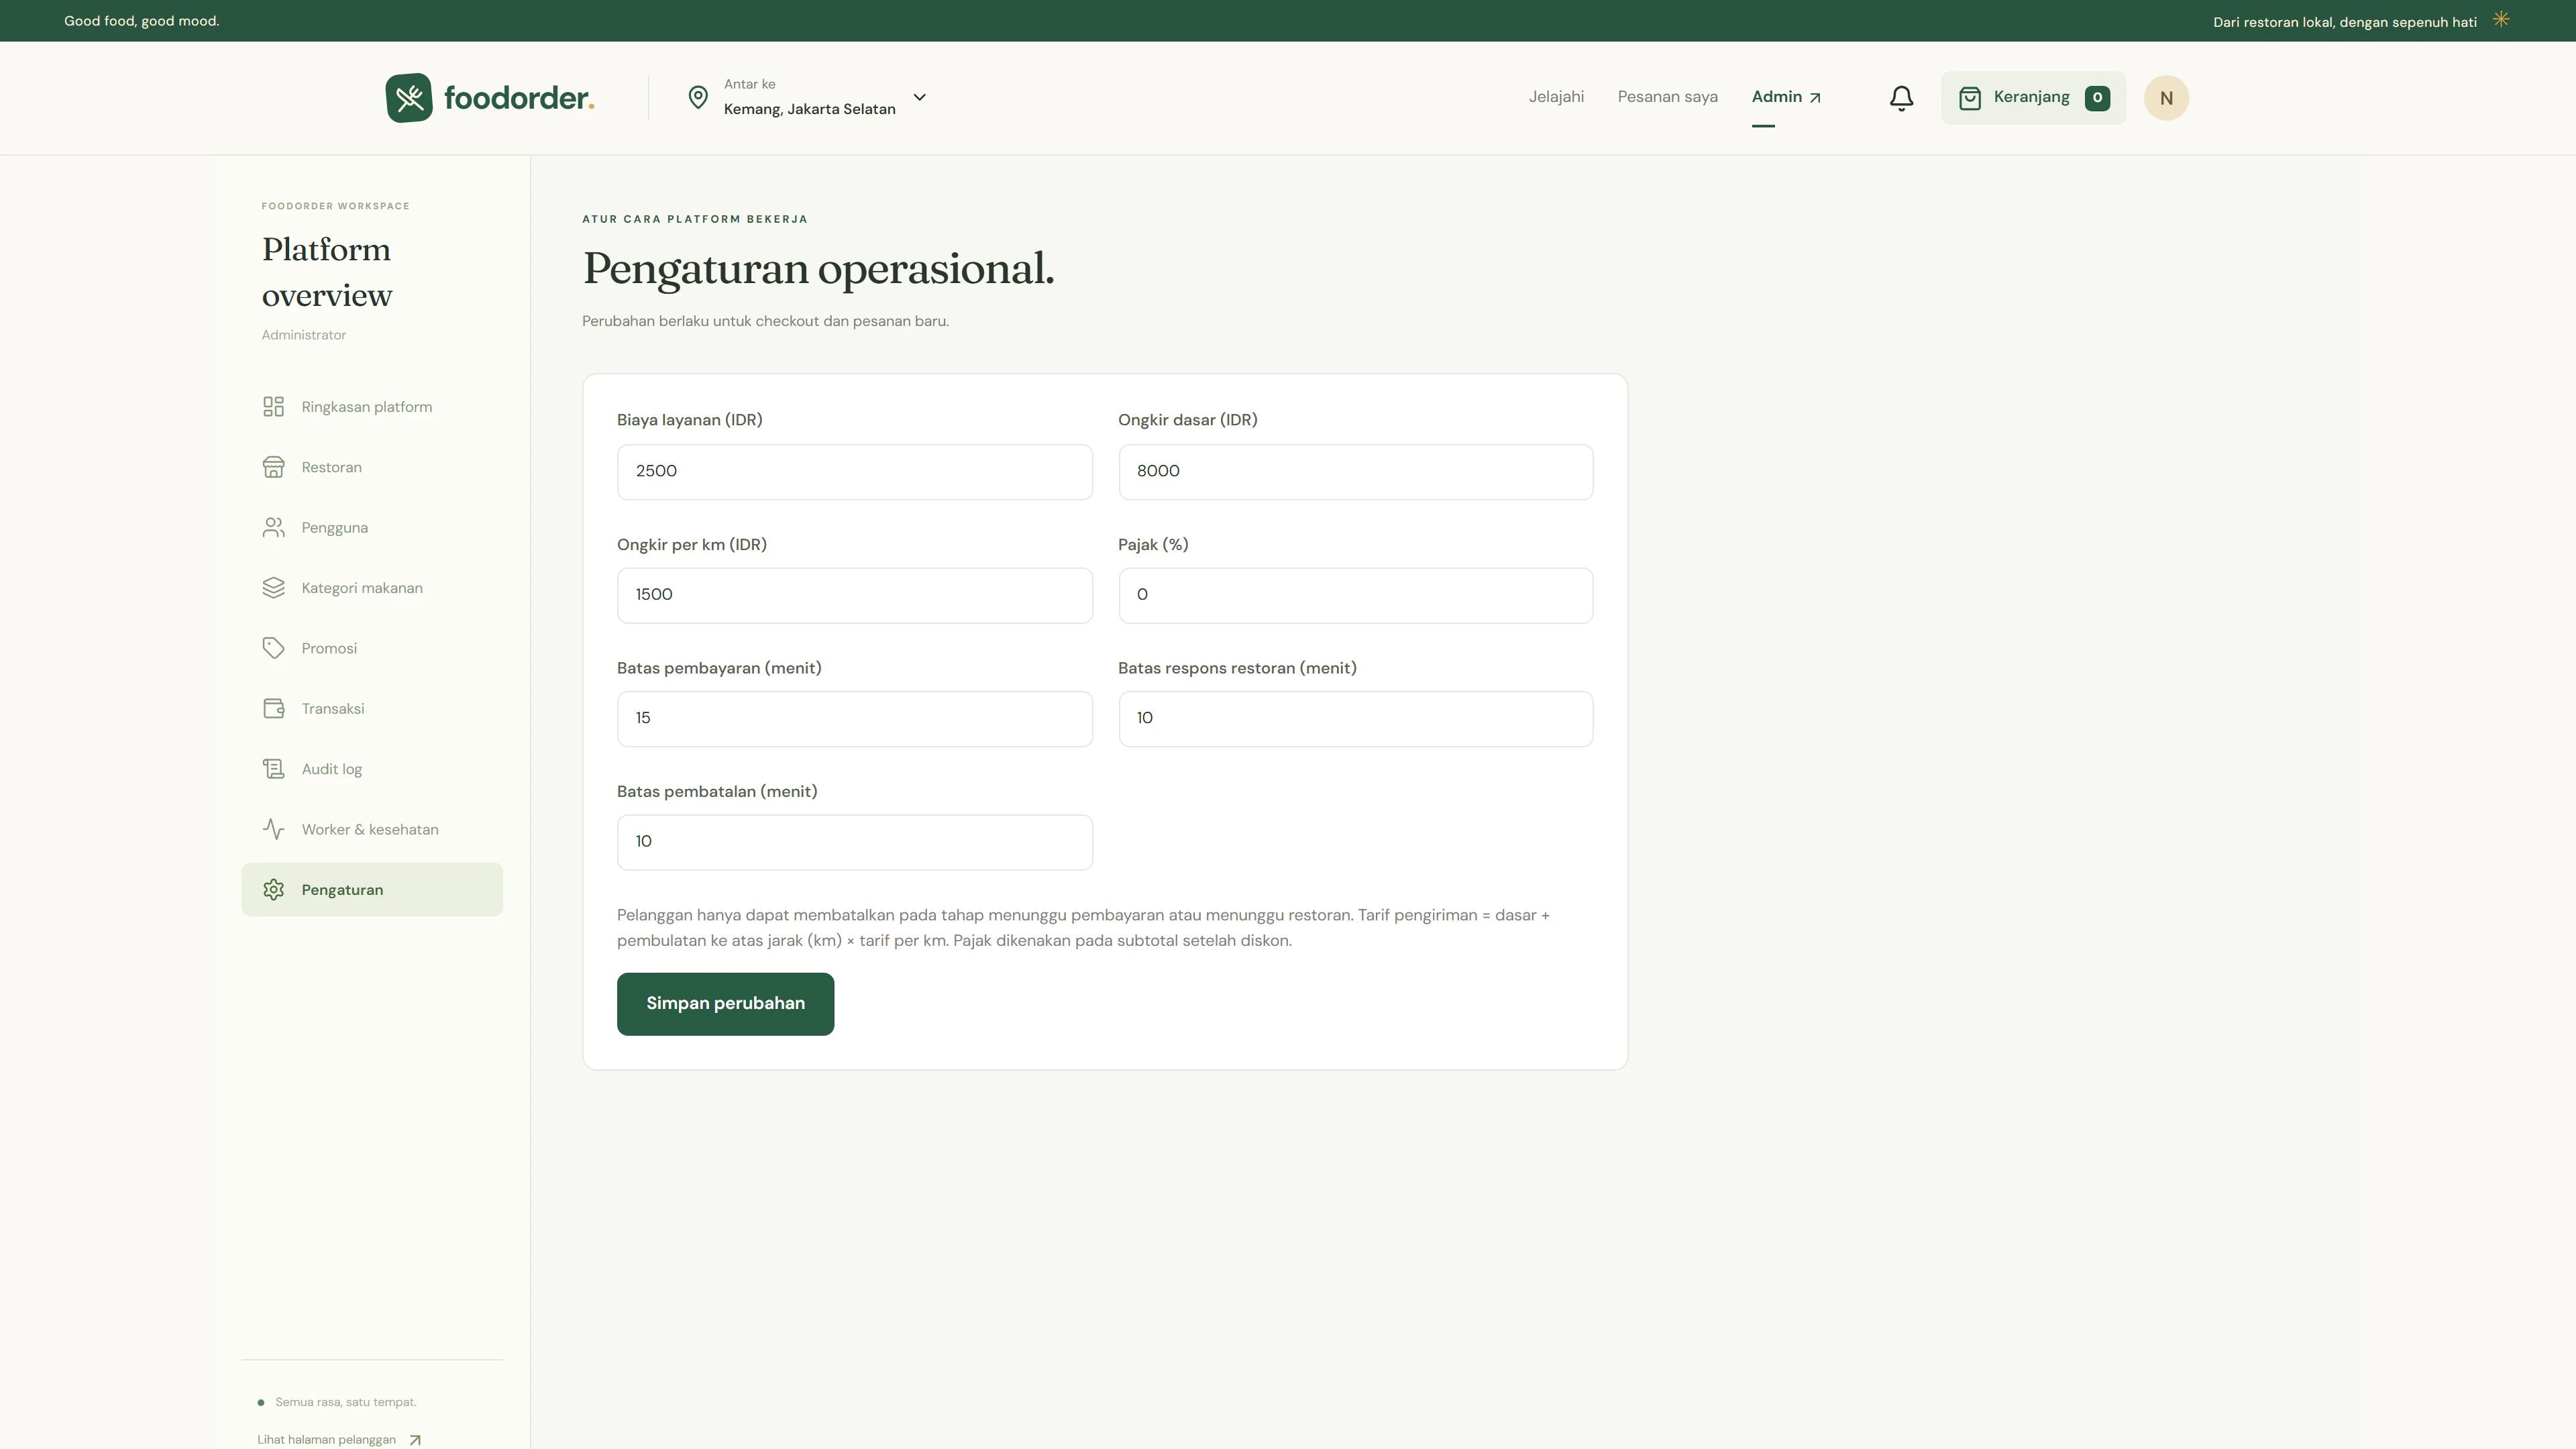 Good food, good mood.
Dari restoran lokal, dengan sepenuh hati
foodorder.
Antar ke
Kemang, Jakarta Selatan
Jelajahi
Pesanan saya
Admin
Keranjang
0
N
FOODORDER WORKSPACE
Platform
overview
Administrator
Ringkasan platform
Restoran
Pengguna
Kategori makanan
Promosi
Transaksi
Audit log
Worker & kesehatan
Pengaturan
Semua rasa, satu tempat.
Lihat halaman pelanggan
ATUR CARA PLATFORM BEKERJA
Pengaturan operasional.
Perubahan berlaku untuk checkout dan pesanan baru.
Biaya layanan (IDR)
2500
Ongkir dasar (IDR)
8000
Ongkir per km (IDR)
1500
Pajak (%)
0
Batas pembayaran (menit)
15
Batas respons restoran (menit)
10
Batas pembatalan (menit)
10
Pelanggan hanya dapat membatalkan pada tahap menunggu pembayaran atau menunggu restoran. Tarif pengiriman = dasar +
pembulatan ke atas jarak (km) × tarif per km. Pajak dikenakan pada subtotal setelah diskon.
Simpan perubahan